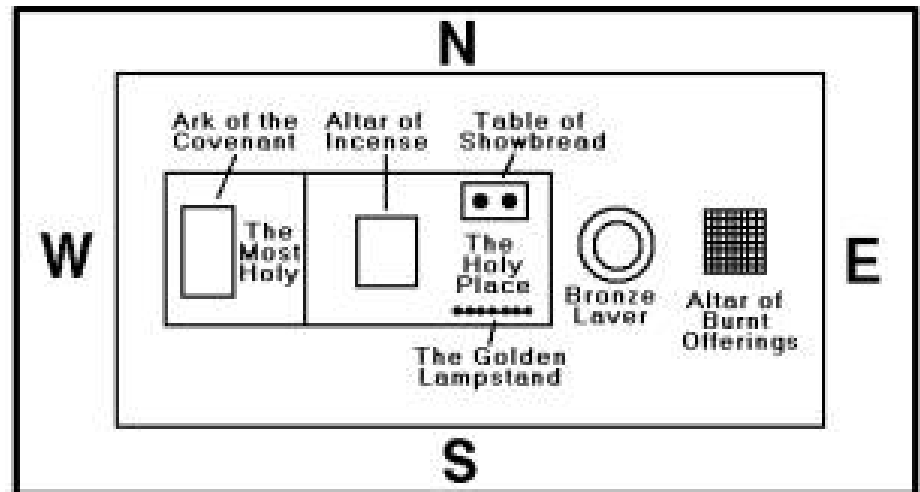 N
Ark of the
Covenant
Altar of
Incense
Table of
Showbread
W
The
Most
Holy
The
Holy
Place
Bronze
Laver
Altar of
Burnt
Offerings
E
The Golden
Lampstand
S